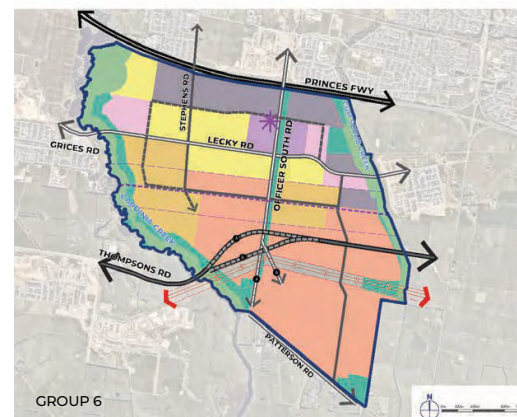 PRINCES FWY
STEPHENS RD
OFFICER SOUTH RD
LECKY RD
GRICES RD
CARDINIA CREEK
THOMPSONS RD
PATTERSON RD
GROUP 6
N